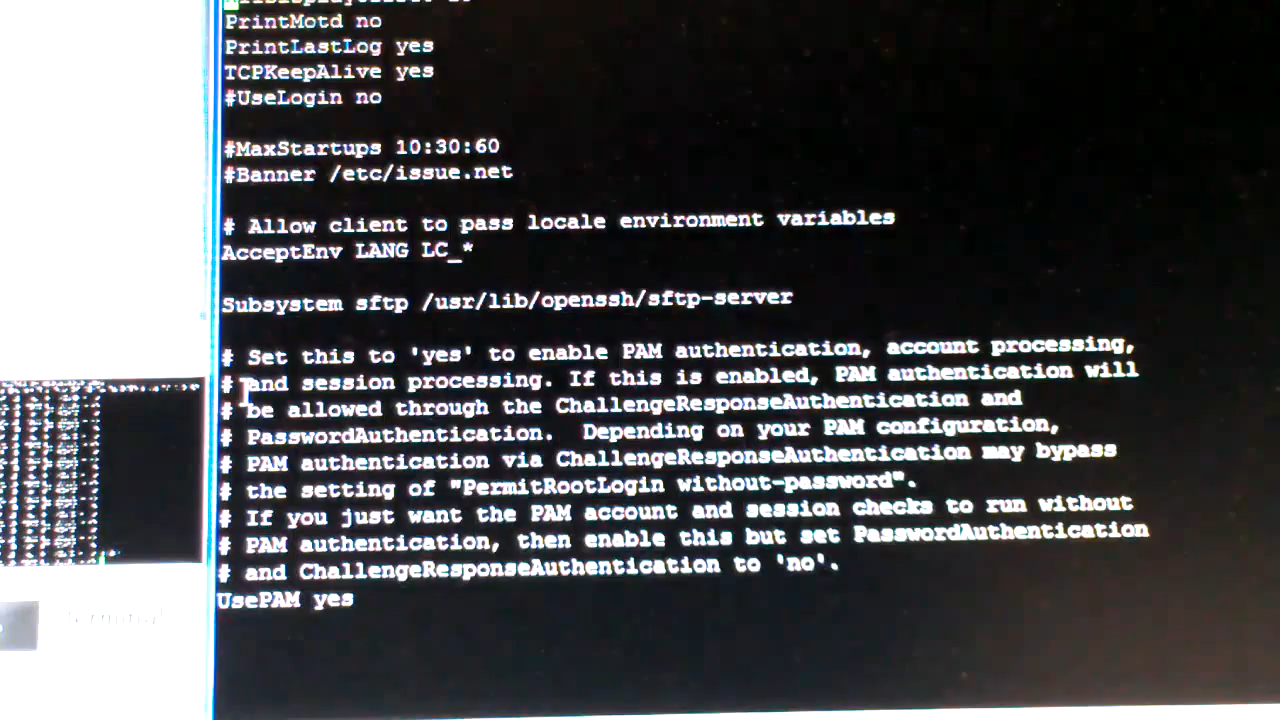 PrintMotd no
PrintLastLog yes
TCPKeepAlive yes
#UseLogin no
#MaxStartups 10:30:60
#Banner /etc/issue.net
# Allow client to pass locale environment variables
AcceptEnv LANG LC_*
Subsystem sftp /usr/lib/openssh/sftp-server
# Set this to 'yes' to enable PAM authentication, account processing,
# and session processing. If this is enabled, PAM authentication will
# be allowed through the ChallengeResponseAuthentication and
# PasswordAuthentication.  Depending on your PAM configuration,
# PAM authentication via ChallengeResponseAuthentication may bypass
# the setting of "PermitRootLogin without-password".
# If you just want the PAM account and session checks to run without
# PAM authentication, then enable this but set PasswordAuthentication
# and ChallengeResponseAuthentication to 'no'.
UsePAM yes
Terminal